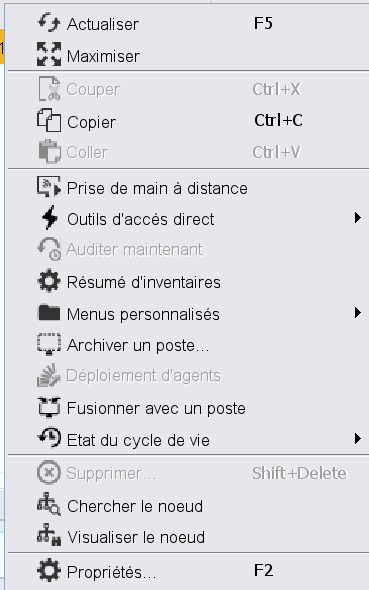 Actualiser F5
Maximiser
Couper Ctrl+X
Copier Ctrl+C
Coller Ctrl+V
Prise de main à distance
Outils d'accès direct
Auditer maintenant
Résumé d'inventaires
Menus personnalisés
Archiver un poste...
Déploiement d'agents
Fusionner avec un poste
Etat du cycle de vie
Supprimer... Shift+Delete
Chercher le noeud
Visualiser le noeud
Propriétés... F2